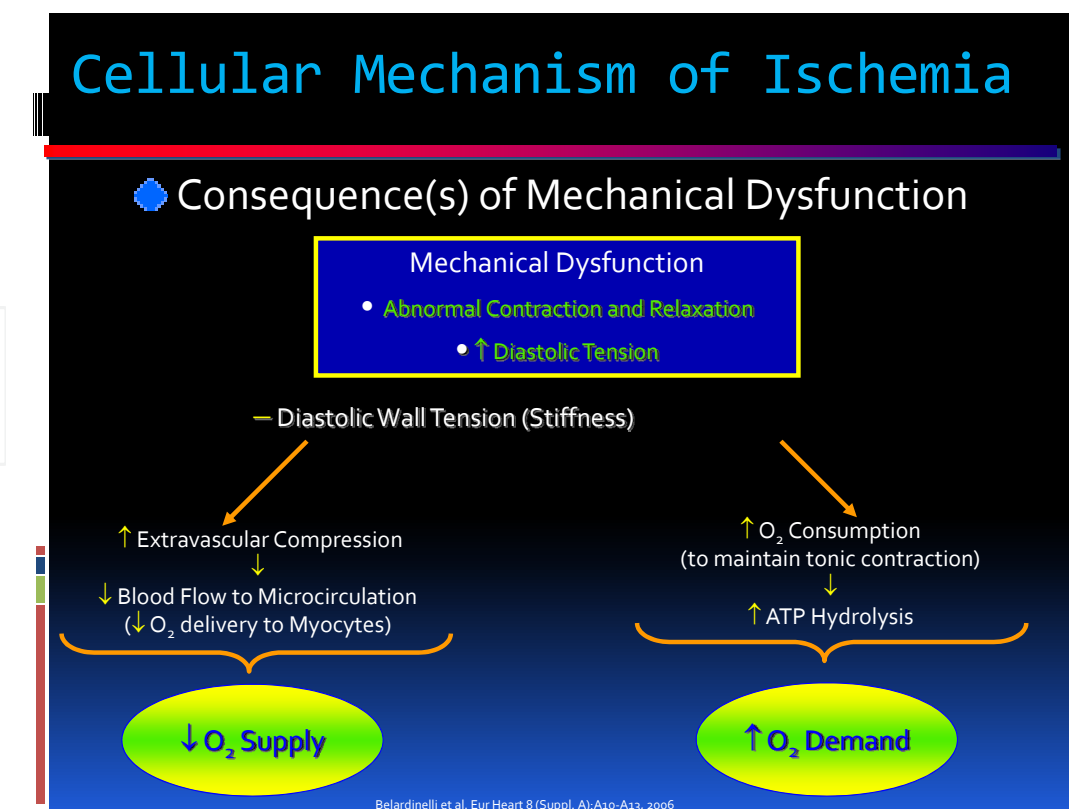 Cellular Mechanism of Ischemia
Consequence(s) of Mechanical Dysfunction
Mechanical Dysfunction
• Abnormal Contraction and Relaxation
• ↑ Diastolic Tension
– Diastolic Wall Tension (Stiffness)
↑ Extravascular Compression
↓
↓ Blood Flow to Microcirculation
(↓ O₂ delivery to Myocytes)
↓ O₂ Supply
↑ O₂ Consumption
(to maintain tonic contraction)
↓
↑ ATP Hydrolysis
↑ O₂ Demand
Belardinelli et al. Eur Heart 8 (Suppl. A):A10-A13, 2006